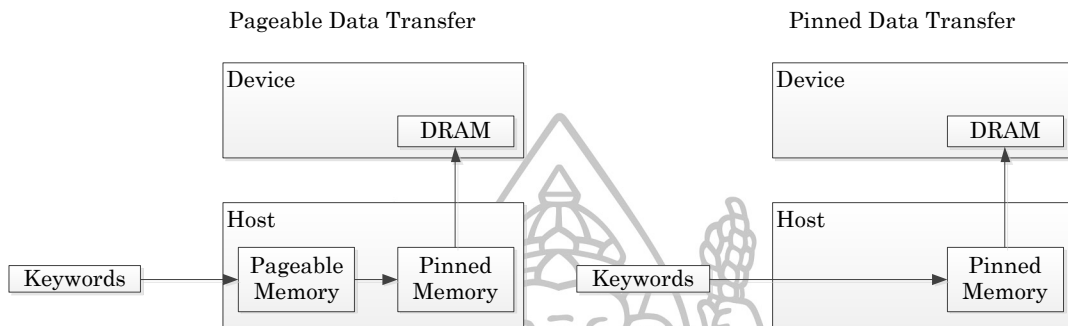 Pageable Data Transfer
Device
DRAM
Host
Keywords
Pageable
Memory
Pinned
Memory
Pinned Data Transfer
Device
DRAM
Host
Keywords
Pinned
Memory